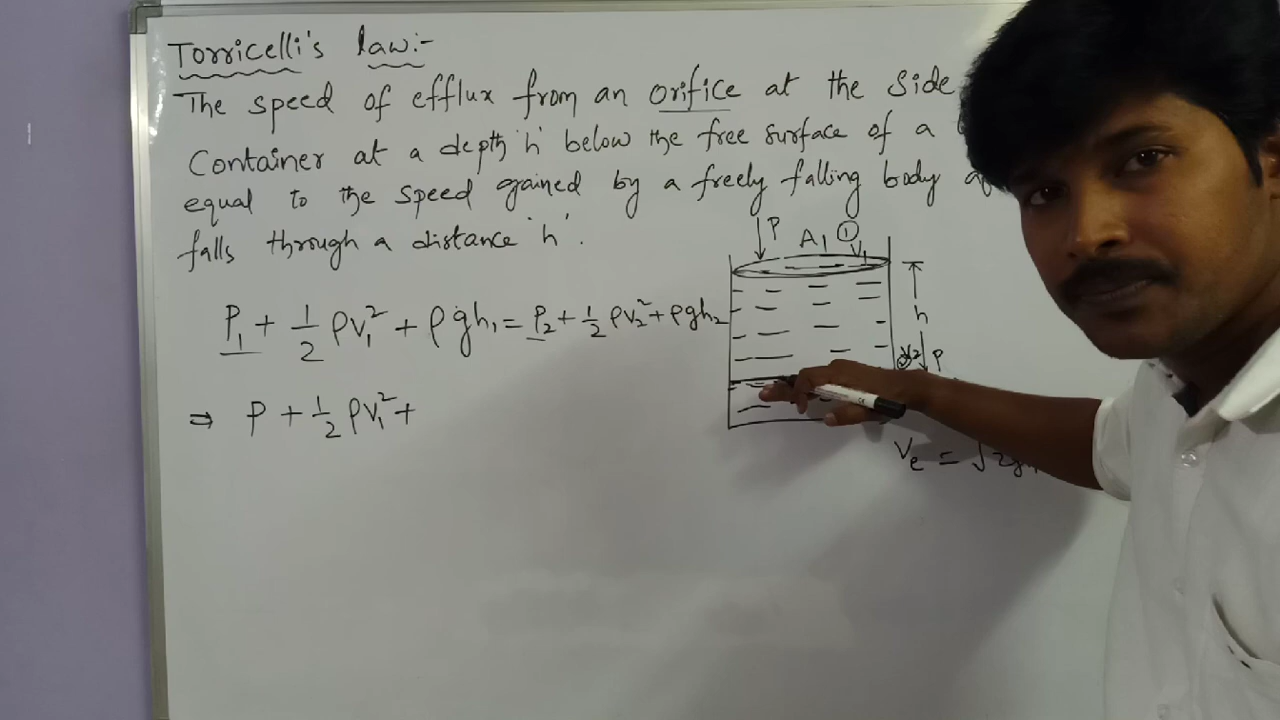 Torricelli's law:-
The speed of efflux from an orifice at the side
Container at a depth 'h' below the free surface of a
equal to the speed gained by a freely falling body
falls through a distance 'h'.
P A₁ ① V₁
P₁ + 1/2 ρv₁² + ρgh₁ = P₂ + 1/2 ρv₂² + ρgh₂
h
P
⇒ P + 1/2 ρv₁² +
Vₑ = √2g